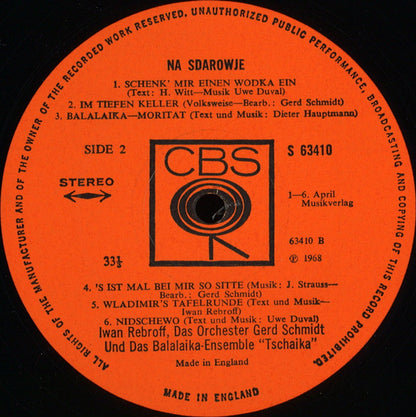 ALL RIGHTS OF THE MANUFACTURER AND OF THE OWNER OF THE RECORDED WORK RESERVED, UNAUTHORIZED PUBLIC PERFORMANCE, BROADCASTING AND COPYING OF THIS RECORD PROHIBITED.
NA SDAROWJE
1. SCHENK' MIR EINEN WODKA EIN
(Text: H. Witt—Musik Uwe Duval)
2. IM TIEFEN KELLER (Volksweise—Bearb.: Gerd Schmidt)
3. BALALAIKA—MORITAT (Text und Musik: Dieter Hauptmann)
SIDE 2
CBS
S 63410
STEREO
1—6. April
Musikverlag
63410 B
33⅓
℗ 1968
4. 'S IST MAL BEI MIR SO SITTE (Musik: J. Strauss—
Bearb.: Gerd Schmidt)
5. WLADIMIR'S TAFELRUNDE (Text und Musik—
Iwan Rebroff)
6. NIDSCHEWO (Text und Musik: Uwe Duval)
Iwan Rebroff, Das Orchester Gerd Schmidt
Und Das Balalaika-Ensemble "Tschaika"
Made in England
MADE IN ENGLAND